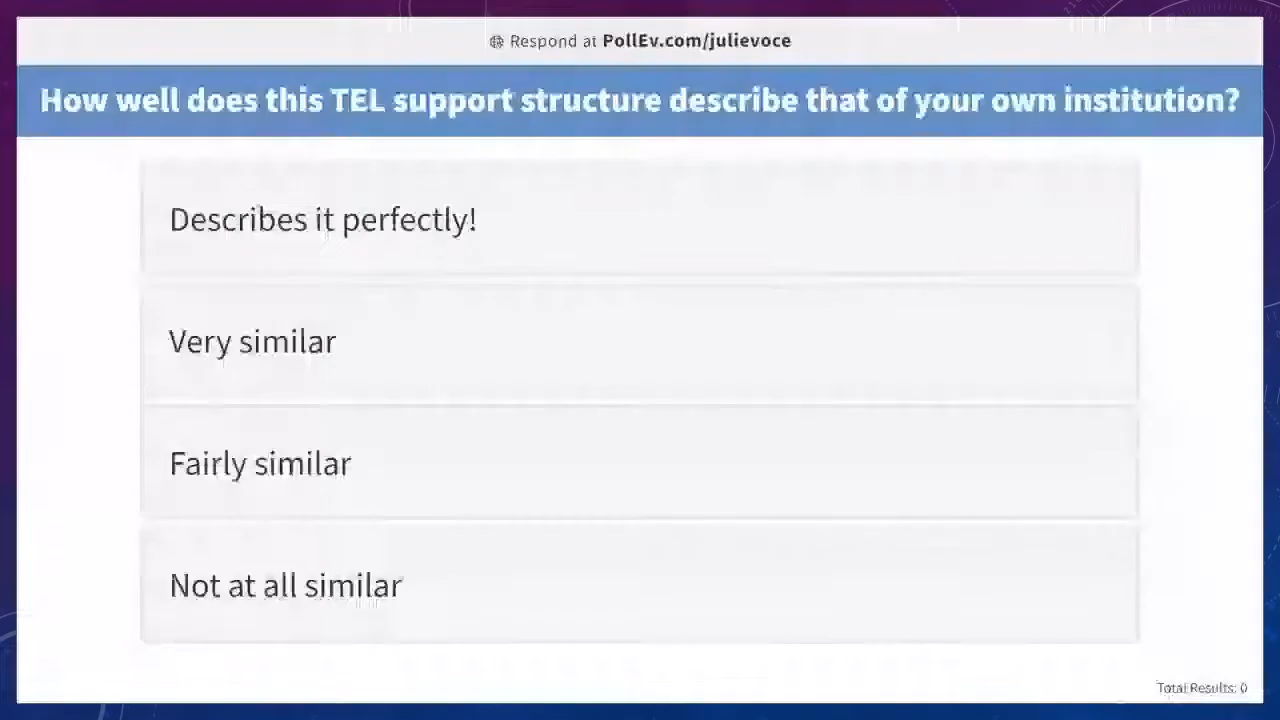 Respond at PollEv.com/julievoce
How well does this TEL support structure describe that of your own institution?
Describes it perfectly!
Very similar
Fairly similar
Not at all similar
Total Results: 0